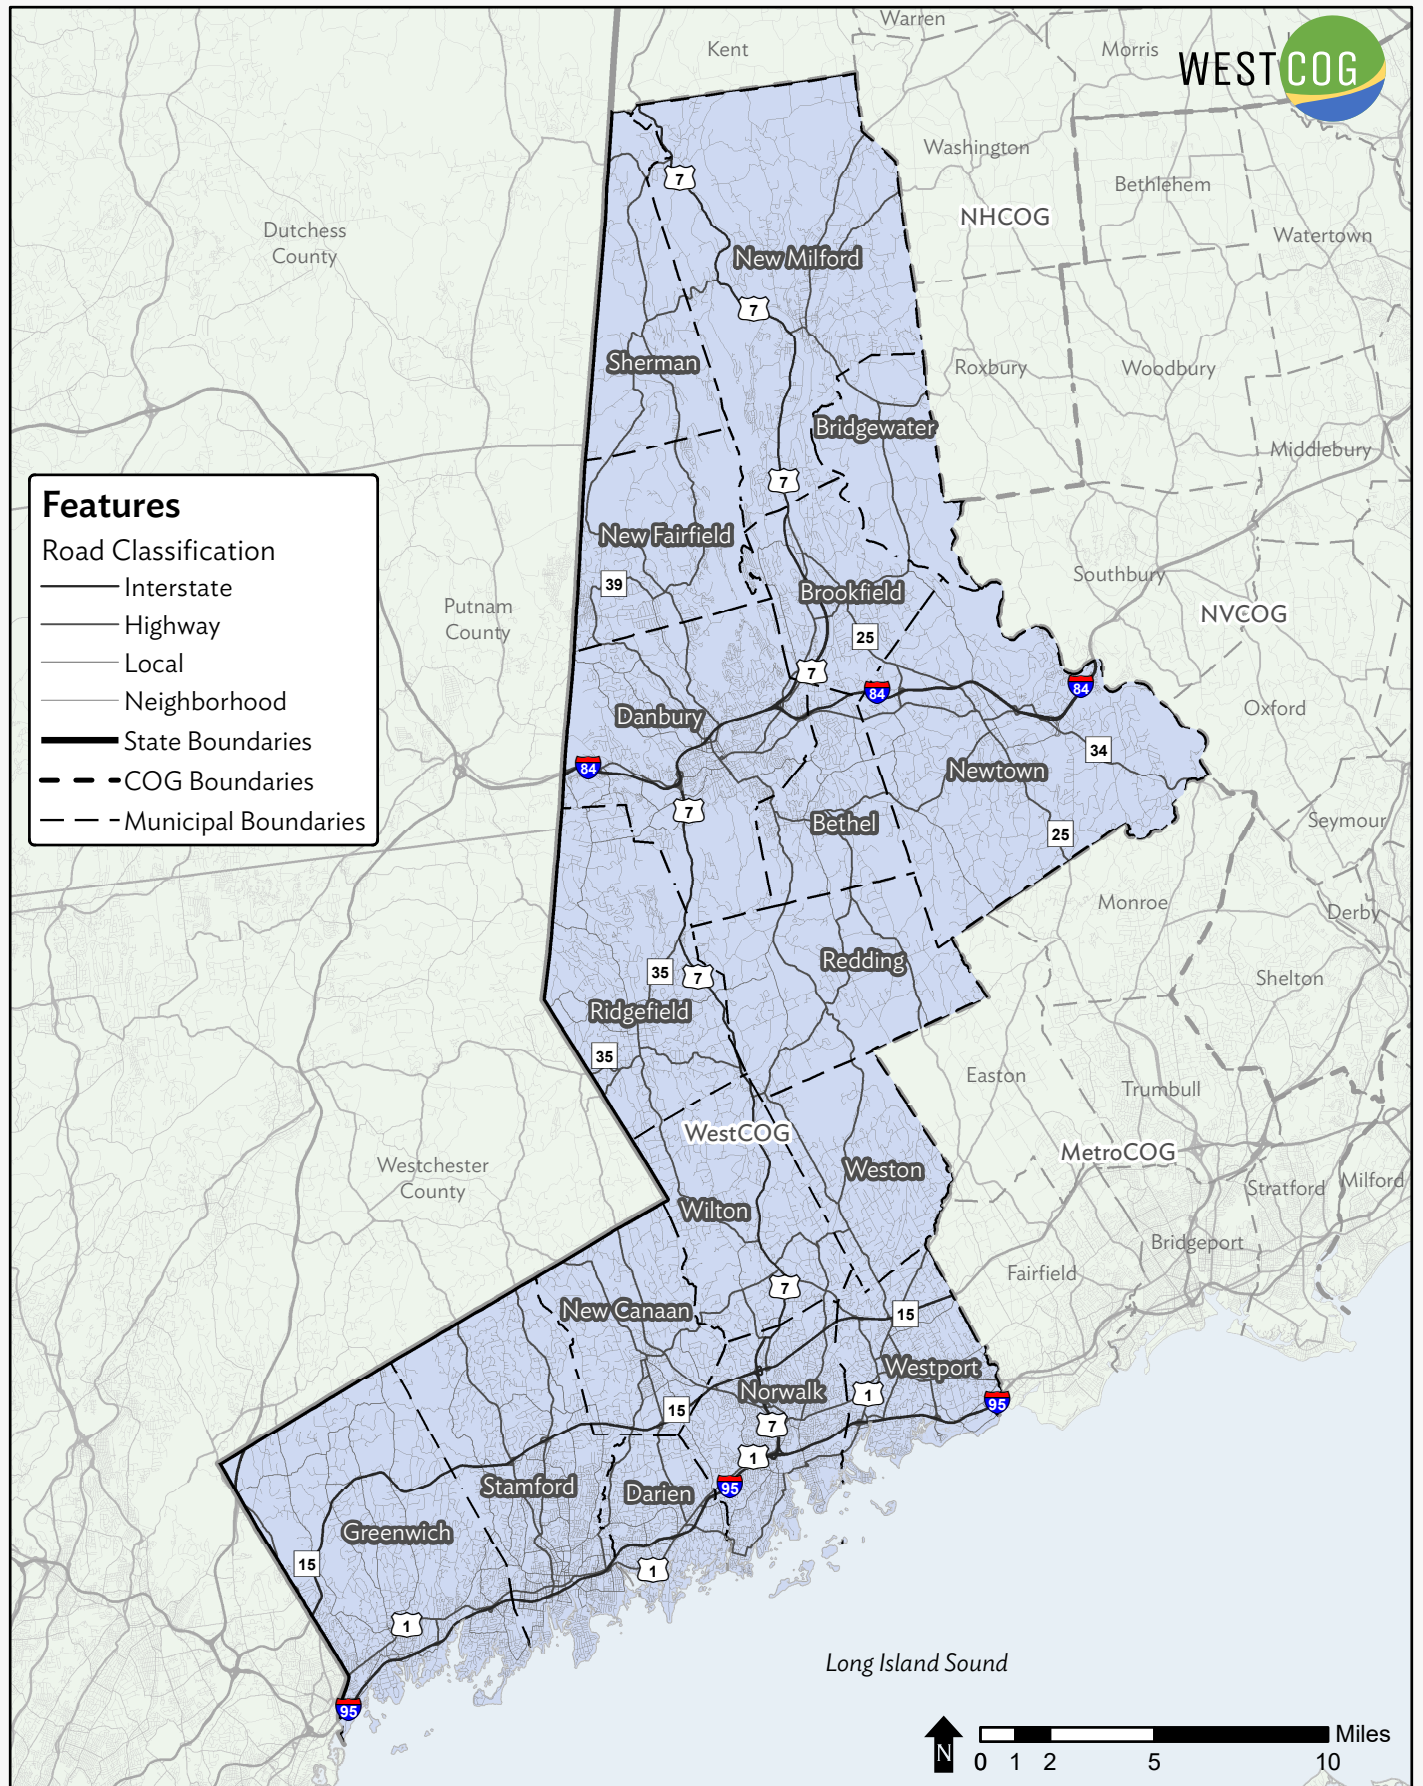 Warren
Kent
Morris
WESTCOG
Washington
Bethlehem
NHCOG
Watertown
Dutchess
County
7
New Milford
7
Sherman
Roxbury
Woodbury
Bridgewater
Middlebury
7
Features
Road Classification
Interstate
Highway
Local
Neighborhood
State Boundaries
COG Boundaries
Municipal Boundaries
New Fairfield
39
Southbury
Brookfield
Putnam
County
NVCOG
25
7
84
84
Oxford
Danbury
34
84
Newtown
7
Bethel
25
Seymour
Monroe
Derby
Redding
35
7
Shelton
Ridgefield
35
Easton
Trumbull
WestCOG
MetroCOG
Westchester
County
Weston
Stratford
Milford
Wilton
Bridgeport
Fairfield
7
New Canaan
15
Westport
Norwalk
1
95
15
7
1
Stamford
Darien
95
Greenwich
15
1
1
Long Island Sound
95
N
Miles
0 1 2 5 10